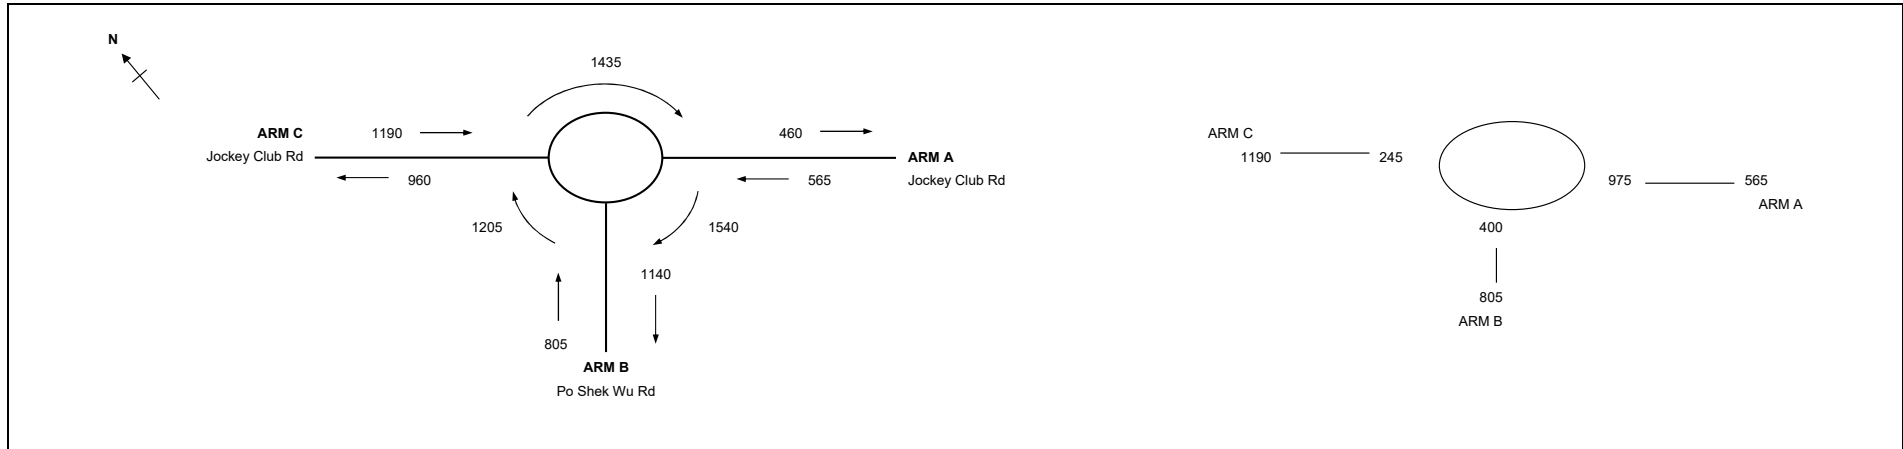 N
1435
ARM C
1190
460
Jockey Club Rd
ARM A
960
565
Jockey Club Rd
1205
1540
1140
805
ARM B
Po Shek Wu Rd
ARM C
1190
245
975
565
ARM A
400
805
ARM B